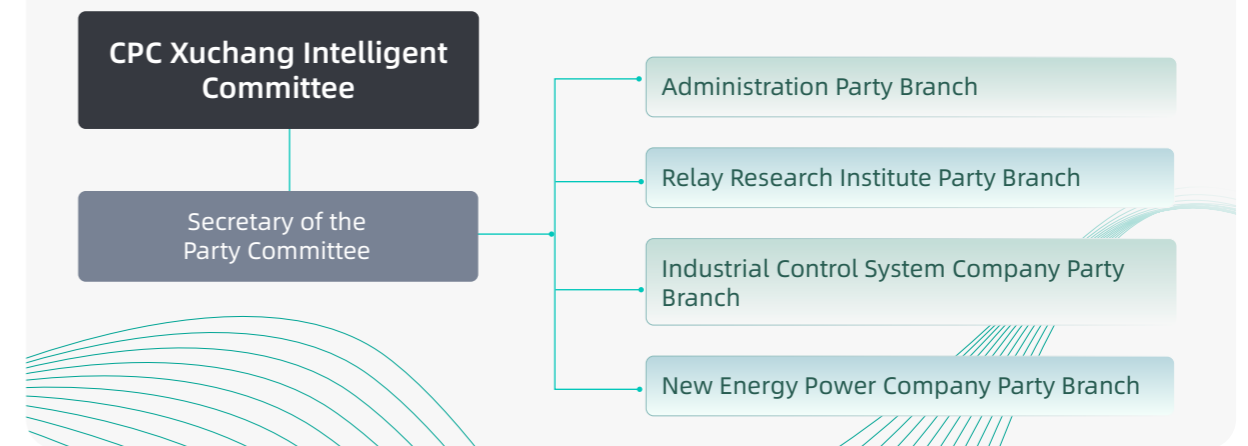 CPC Xuchang Intelligent
Committee
Secretary of the
Party Committee
Administration Party Branch
Relay Research Institute Party Branch
Industrial Control System Company Party
Branch
New Energy Power Company Party Branch